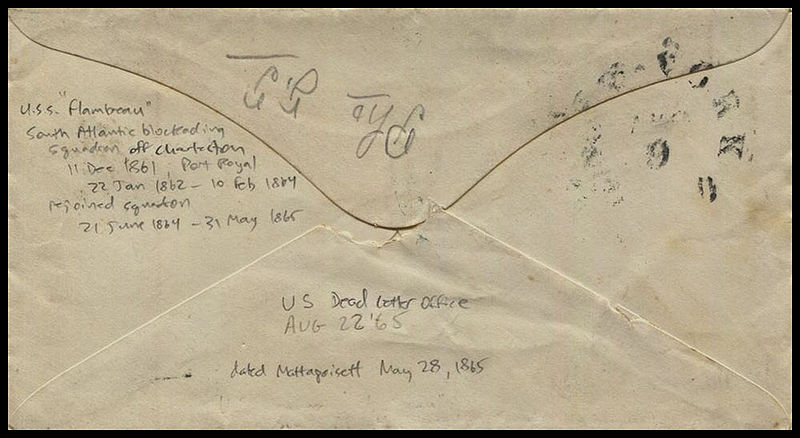 U.S.S. "Flambeau"
South Atlantic blockading
squadron off Charleston
11 Dec 1861; Port Royal
22 Jan 1862 - 10 Feb 1864
rejoined squadron
21 June 1864 - 31 May 1865
US Dead Letter Office
AUG 22 '65
dated Mattapoisett May 28, 1865